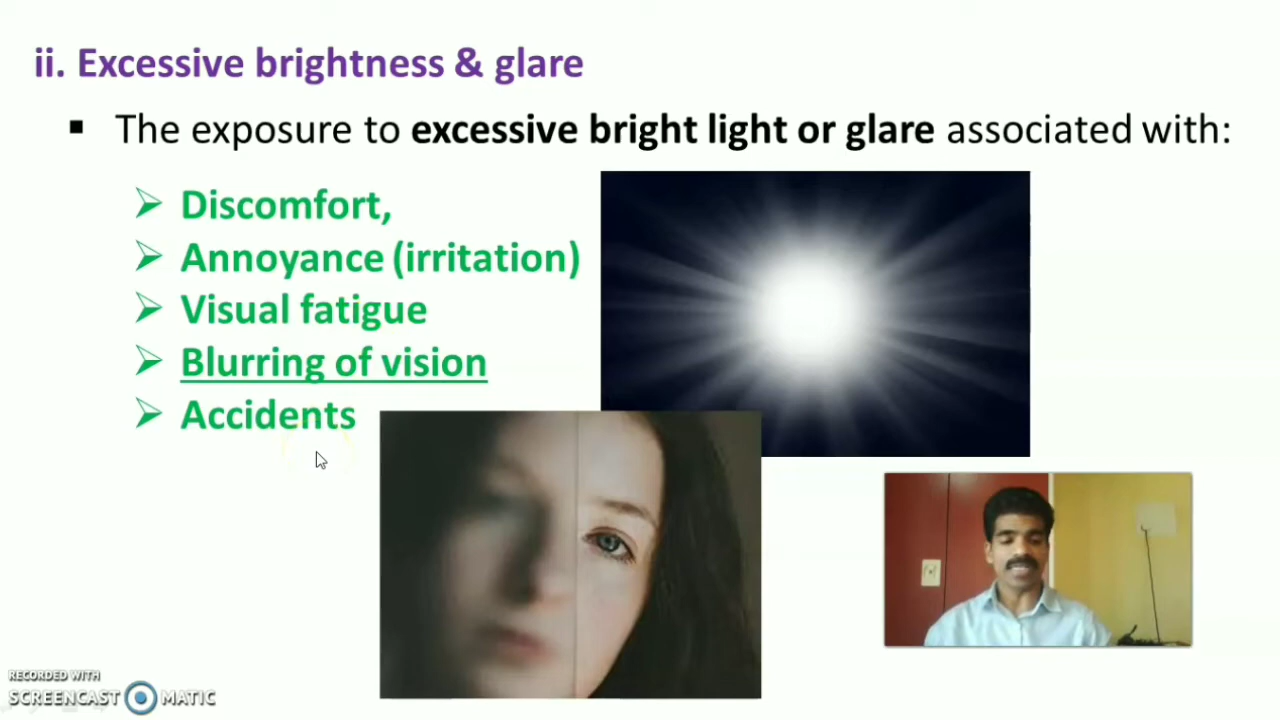 ii. Excessive brightness & glare
▪ The exposure to excessive bright light or glare associated with:
➢ Discomfort,
➢ Annoyance (irritation)
➢ Visual fatigue
➢ Blurring of vision
➢ Accidents
RECORDED WITH
SCREENCAST MATIC